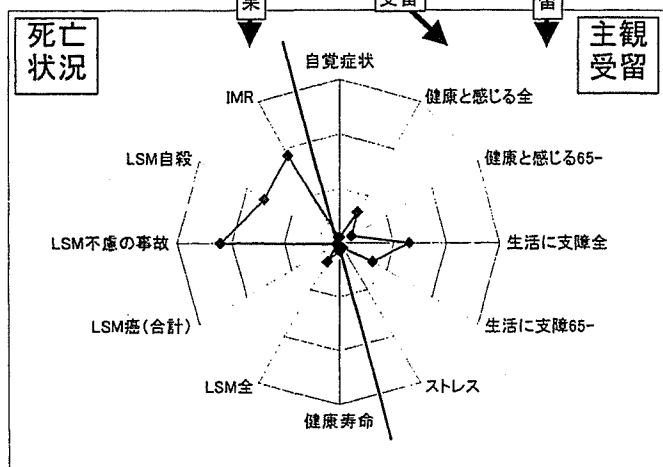 受留
留
死亡
状況
主観
受留
自覚症状
IMR
健康と感じる全
LSM自殺
健康と感じる65-
LSM不慮の事故
生活に支障全
LSM癌(合計)
生活に支障65-
LSM全
ストレス
健康寿命